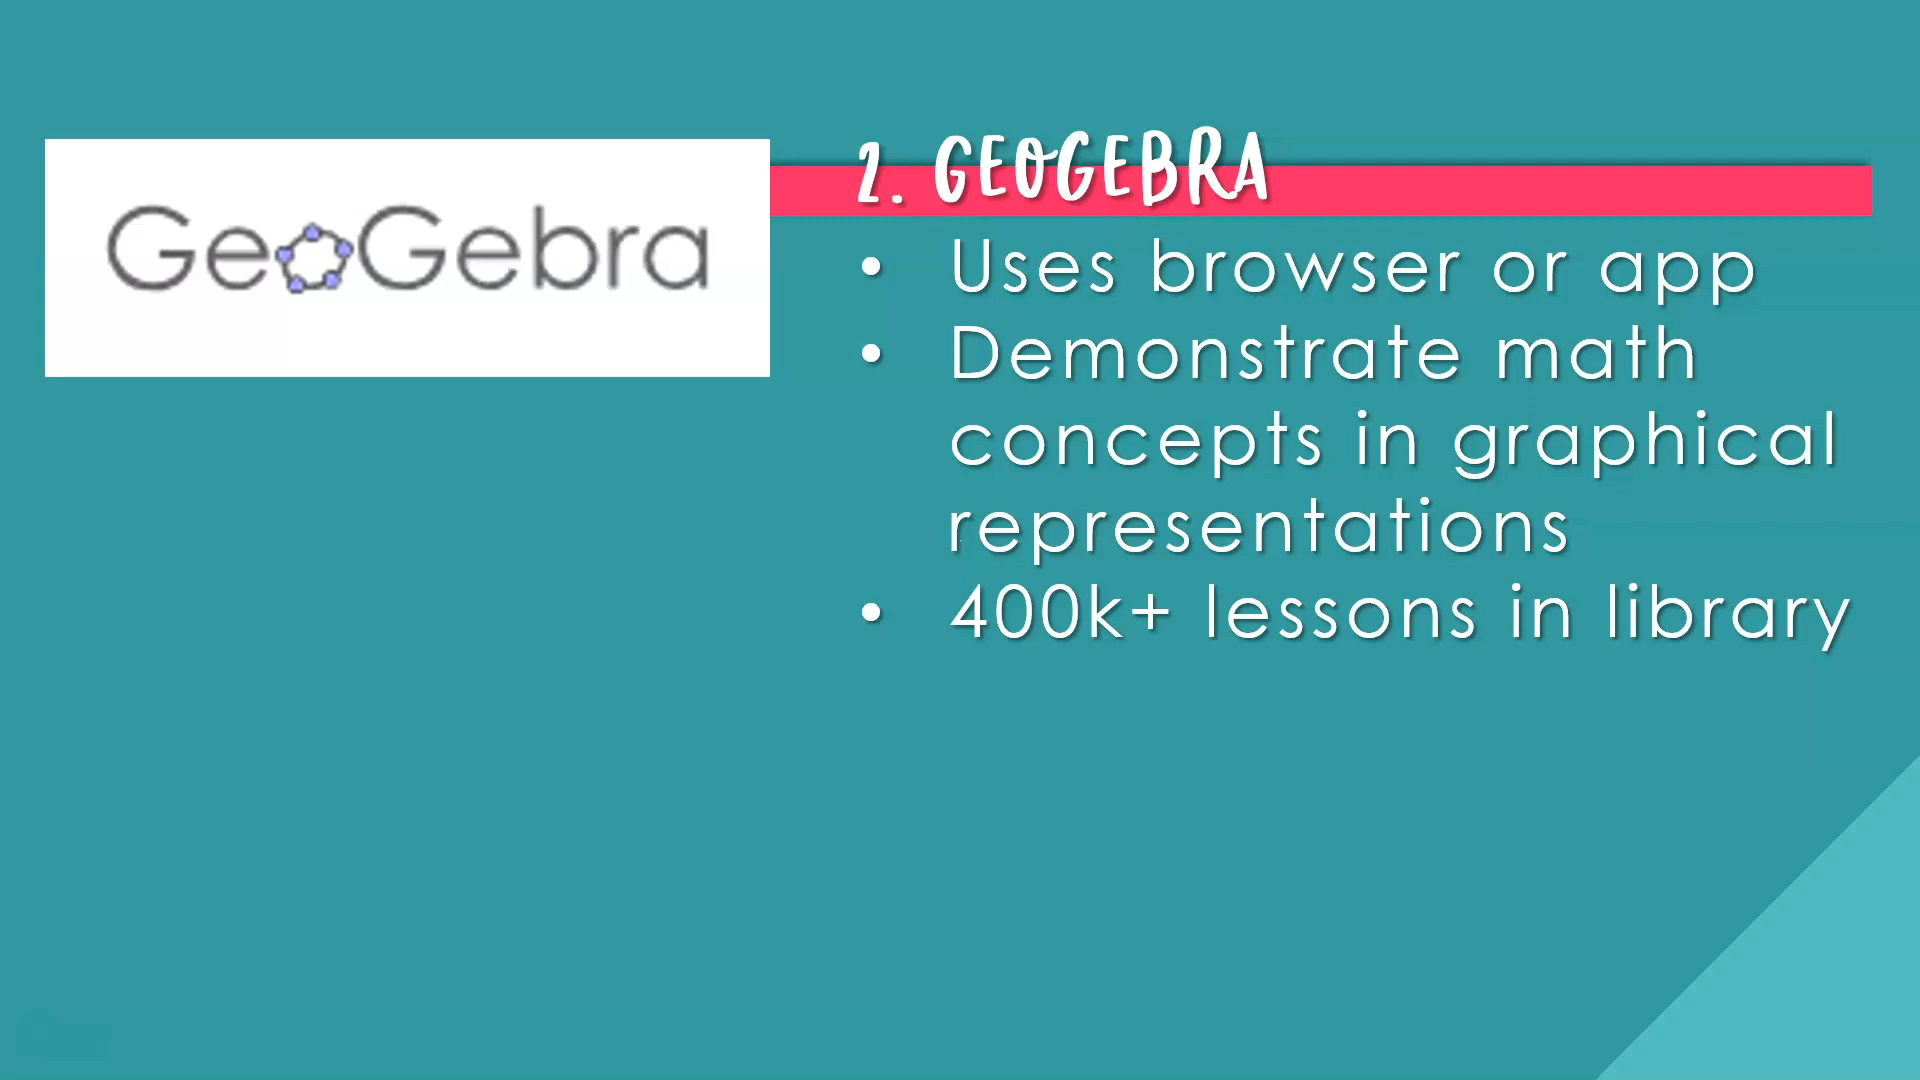 GeoGebra
2. GEOGEBRA
• Uses browser or app
• Demonstrate math
concepts in graphical
representations
• 400k+ lessons in library